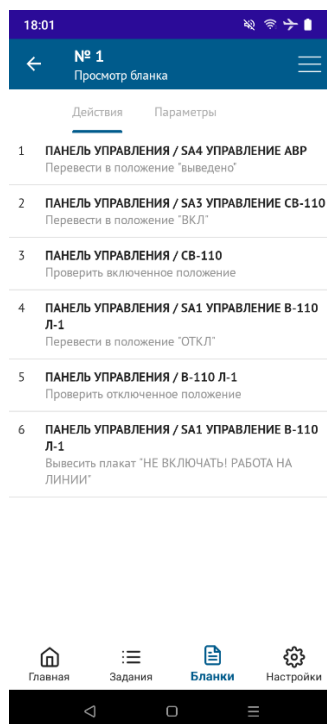 18:01
№ 1
Просмотр бланка
Действия Параметры
1 ПАНЕЛЬ УПРАВЛЕНИЯ / SA4 УПРАВЛЕНИЕ АВР
Перевести в положение "выведено"
2 ПАНЕЛЬ УПРАВЛЕНИЯ / SA3 УПРАВЛЕНИЕ СВ-110
Перевести в положение "ВКЛ"
3 ПАНЕЛЬ УПРАВЛЕНИЯ / СВ-110
Проверить включенное положение
4 ПАНЕЛЬ УПРАВЛЕНИЯ / SA1 УПРАВЛЕНИЕ В-110
Л-1
Перевести в положение "ОТКЛ"
5 ПАНЕЛЬ УПРАВЛЕНИЯ / В-110 Л-1
Проверить отключенное положение
6 ПАНЕЛЬ УПРАВЛЕНИЯ / SA1 УПРАВЛЕНИЕ В-110
Л-1
Вывесить плакат "НЕ ВКЛЮЧАТЬ! РАБОТА НА
ЛИНИИ"
Главная Задания Бланки Настройки